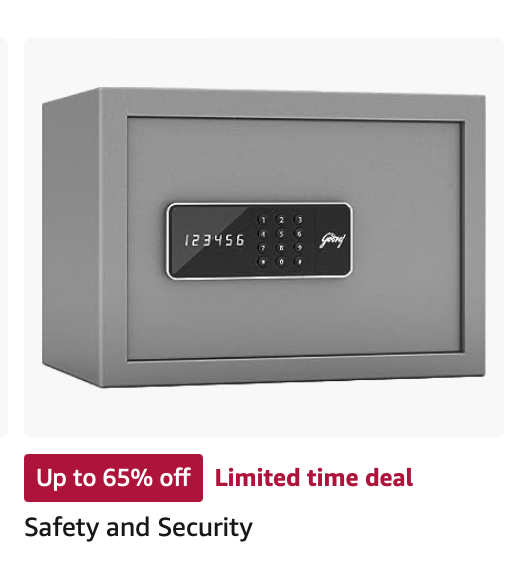 123456
1 2 3
4 5 6
7 8 9
* 0 #
Godrej
Up to 65% off
Limited time deal
Safety and Security